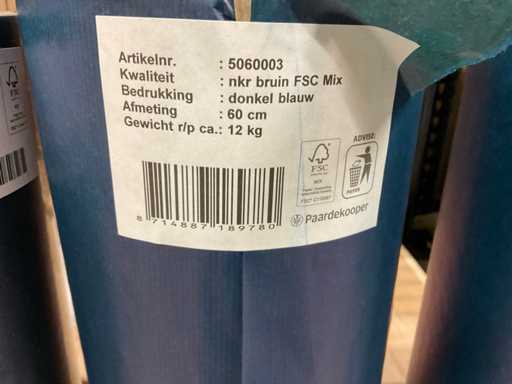 Artikelnr. : 5060003
Kwaliteit : nkr bruin FSC Mix
Bedrukking : donkel blauw
Afmeting : 60 cm
Gewicht r/p ca.: 12 kg
ADVIES:
FSC
MIX
PAPIER
Paardekooper
8 714887 189780